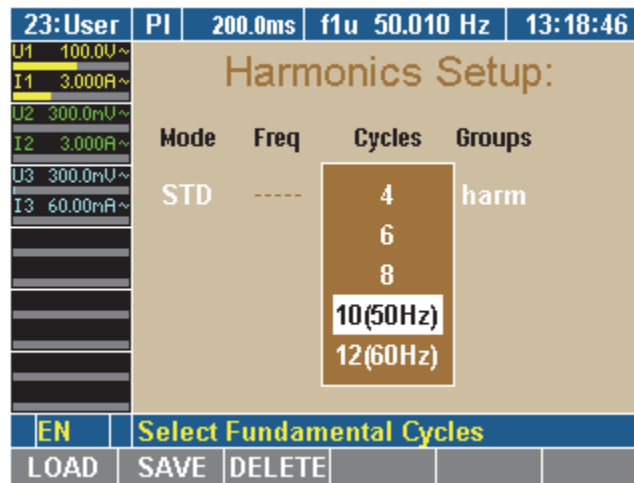 23:User PI 200.0ms f1u 50.010 Hz 13:18:46
U1 100.0V~
I1 3.000A~
U2 300.0mV~
I2 3.000A~
U3 300.0mV~
I3 60.00mA~
Harmonics Setup:
Mode Freq Cycles Groups
STD ----- 4 harm
6
8
10(50Hz)
12(60Hz)
EN Select Fundamental Cycles
LOAD SAVE DELETE